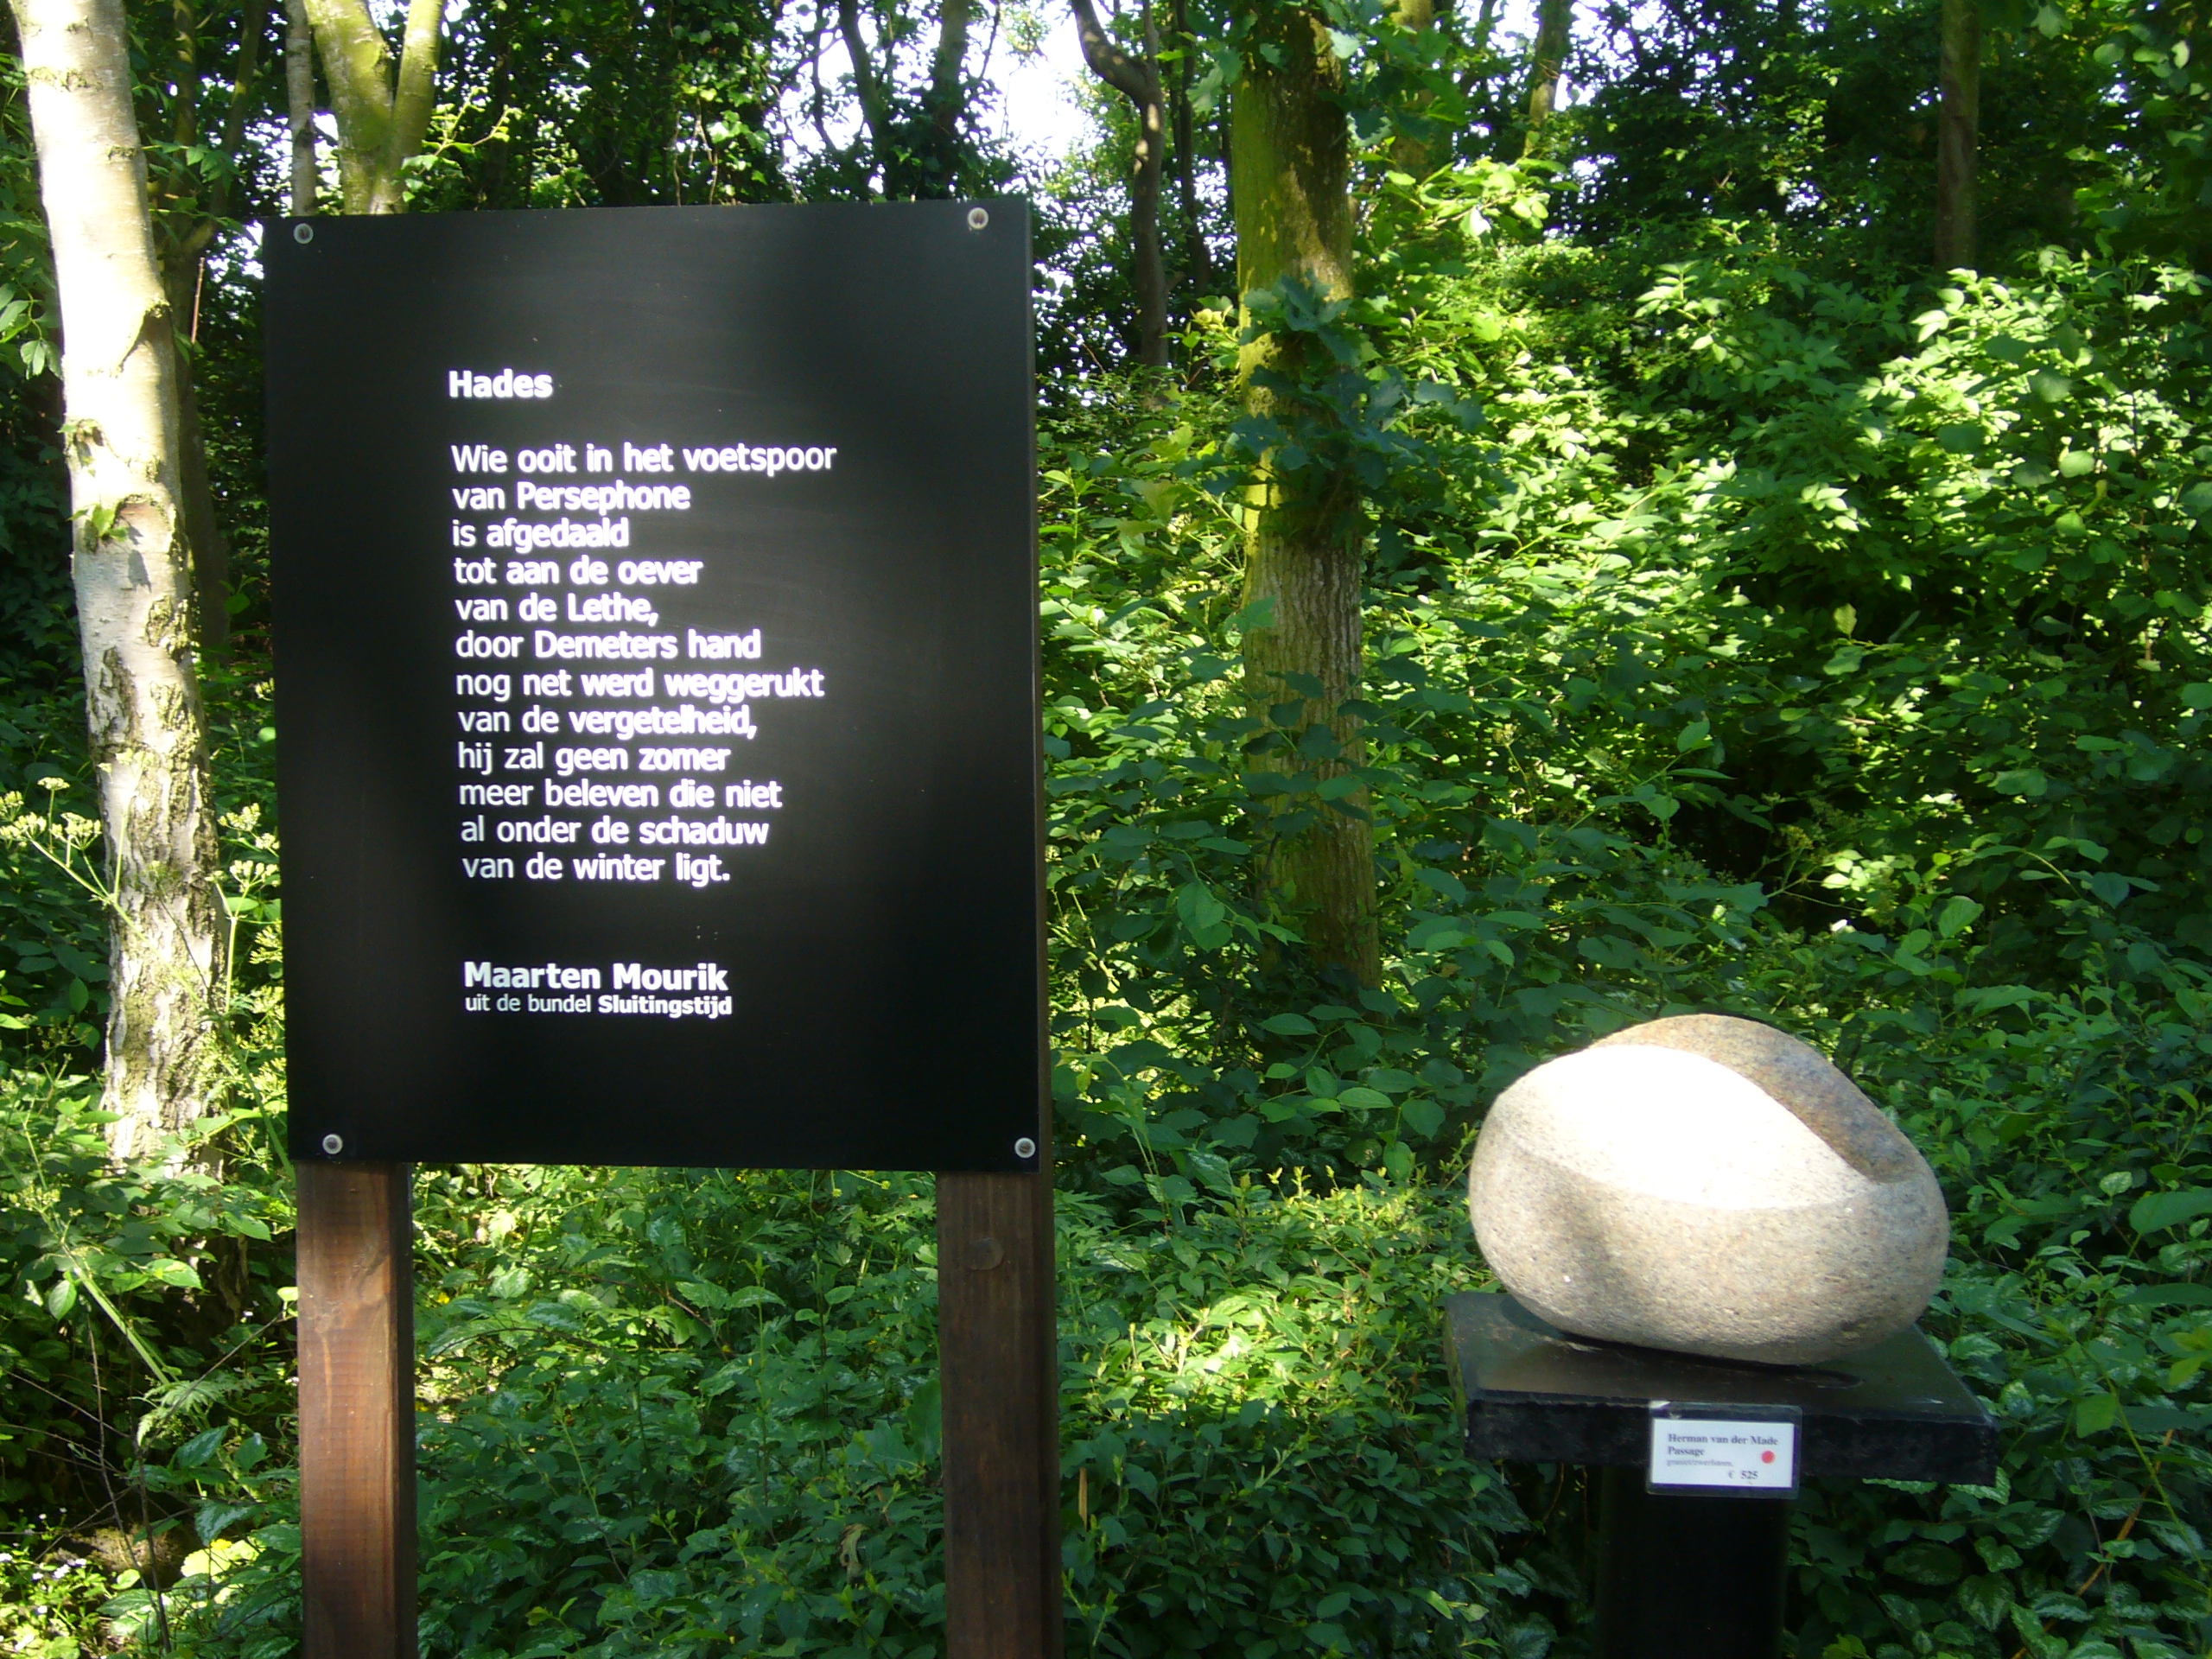 Hades
Wie ooit in het voetspoor
van Persephone
is afgedaald
tot aan de oever
van de Lethe,
door Demeters hand
nog net werd weggerukt
van de vergetelheid,
hij zal geen zomer
meer beleven die niet
al onder de schaduw
van de winter ligt.
Maarten Mourik
uit de bundel Sluitingstijd
Herman van der Made
Passage
€ 525